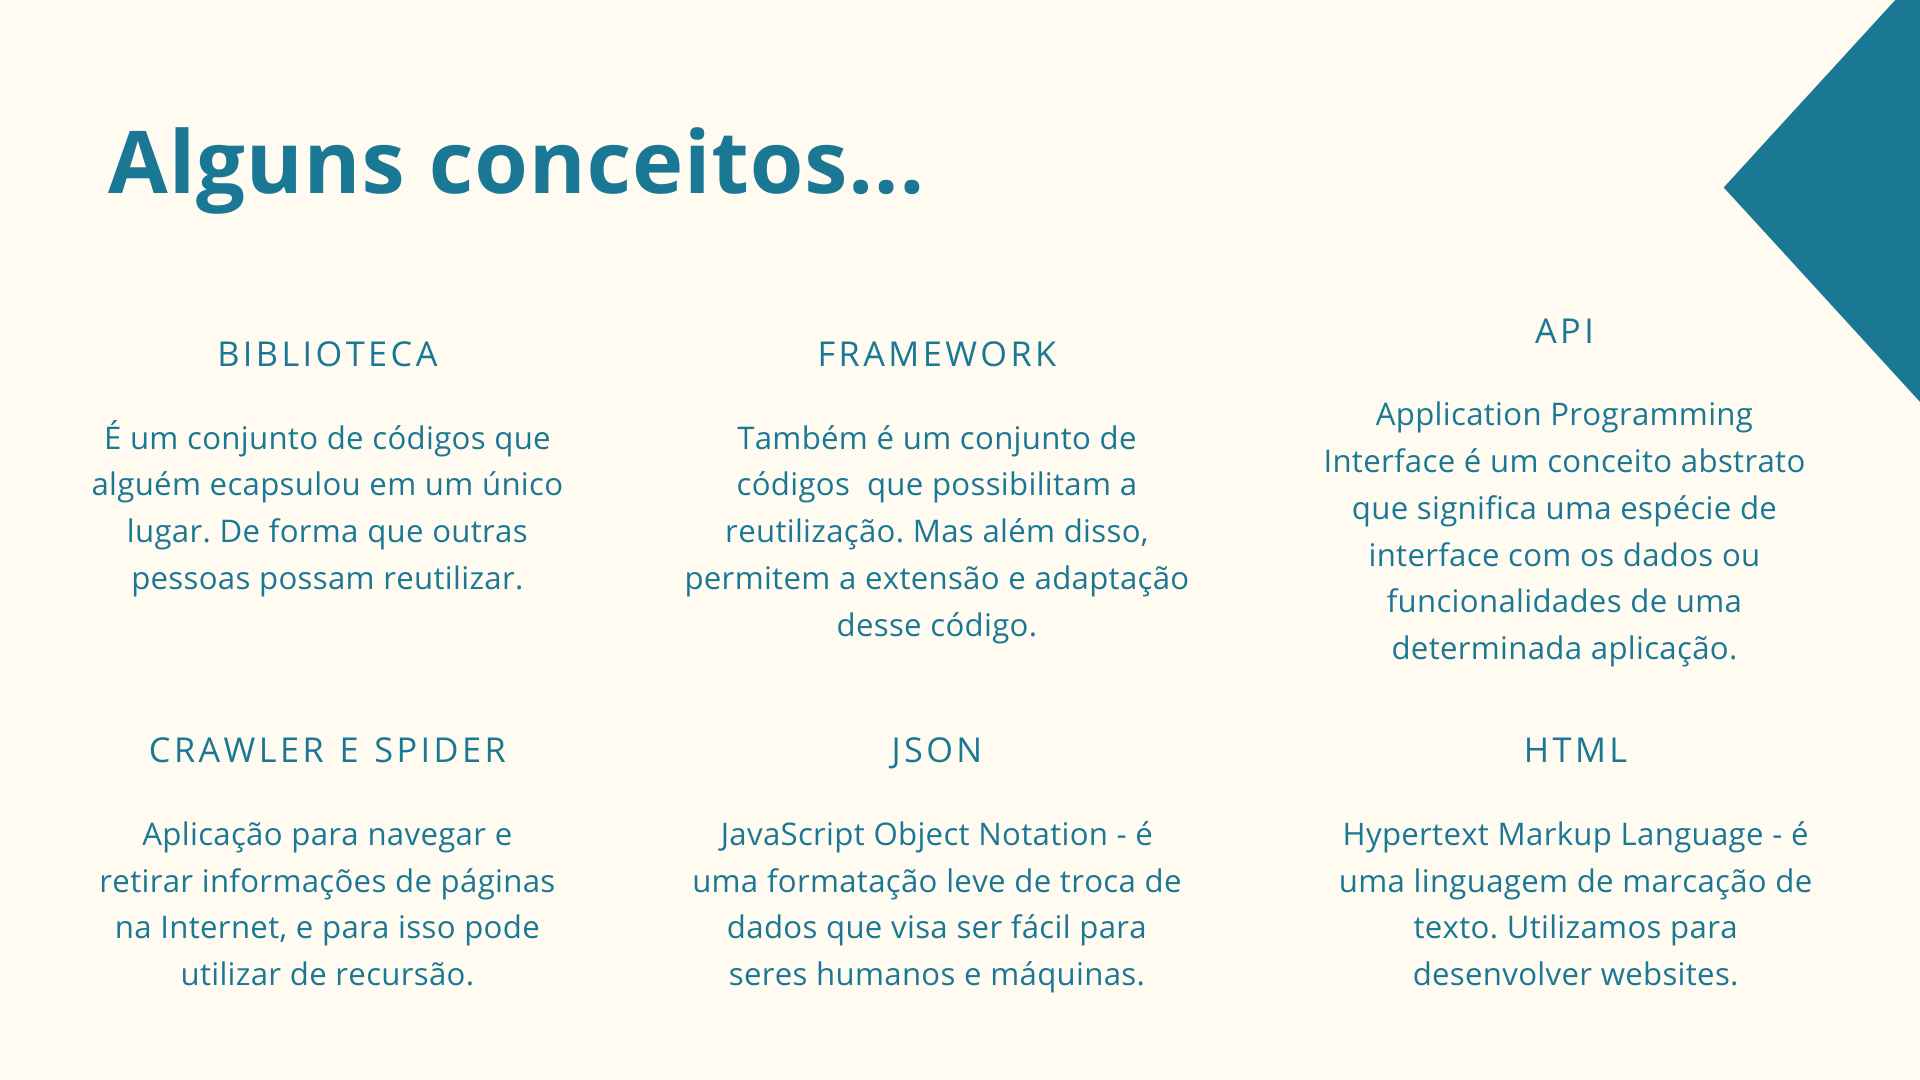 Alguns conceitos...
BIBLIOTECA
É um conjunto de códigos que
alguém ecapsulou em um único
lugar. De forma que outras
pessoas possam reutilizar.
FRAMEWORK
Também é um conjunto de
códigos  que possibilitam a
reutilização. Mas além disso,
permitem a extensão e adaptação
desse código.
API
Application Programming
Interface é um conceito abstrato
que significa uma espécie de
interface com os dados ou
funcionalidades de uma
determinada aplicação.
CRAWLER E SPIDER
Aplicação para navegar e
retirar informações de páginas
na Internet, e para isso pode
utilizar de recursão.
JSON
JavaScript Object Notation - é
uma formatação leve de troca de
dados que visa ser fácil para
seres humanos e máquinas.
HTML
Hypertext Markup Language - é
uma linguagem de marcação de
texto. Utilizamos para
desenvolver websites.